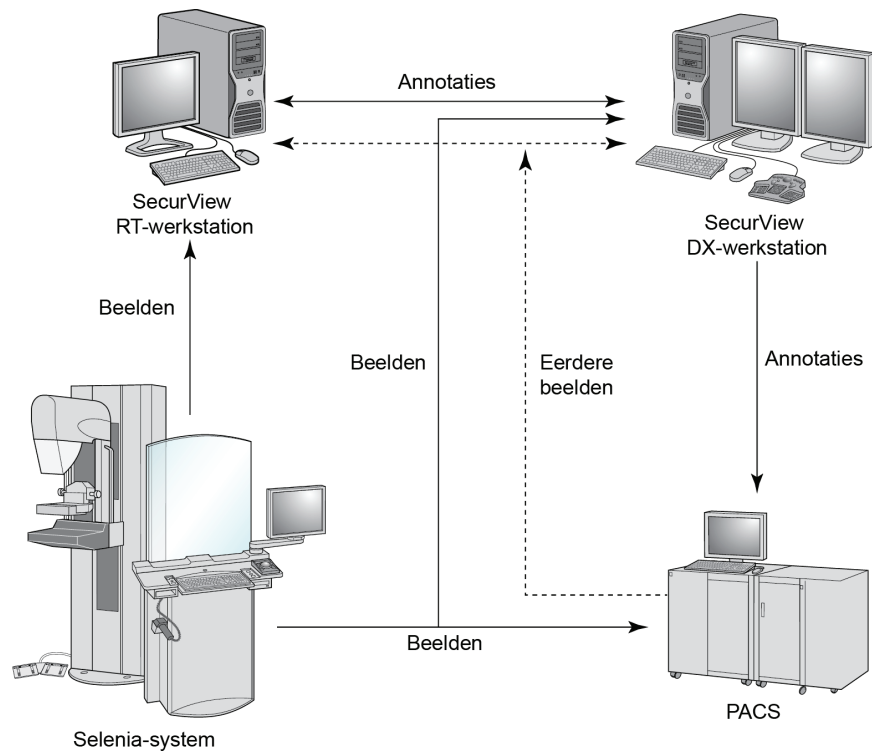 Annotaties
SecurView
RT-werkstation
SecurView
DX-werkstation
Beelden
Beelden
Eerdere
beelden
Annotaties
Beelden
PACS
Selenia-system